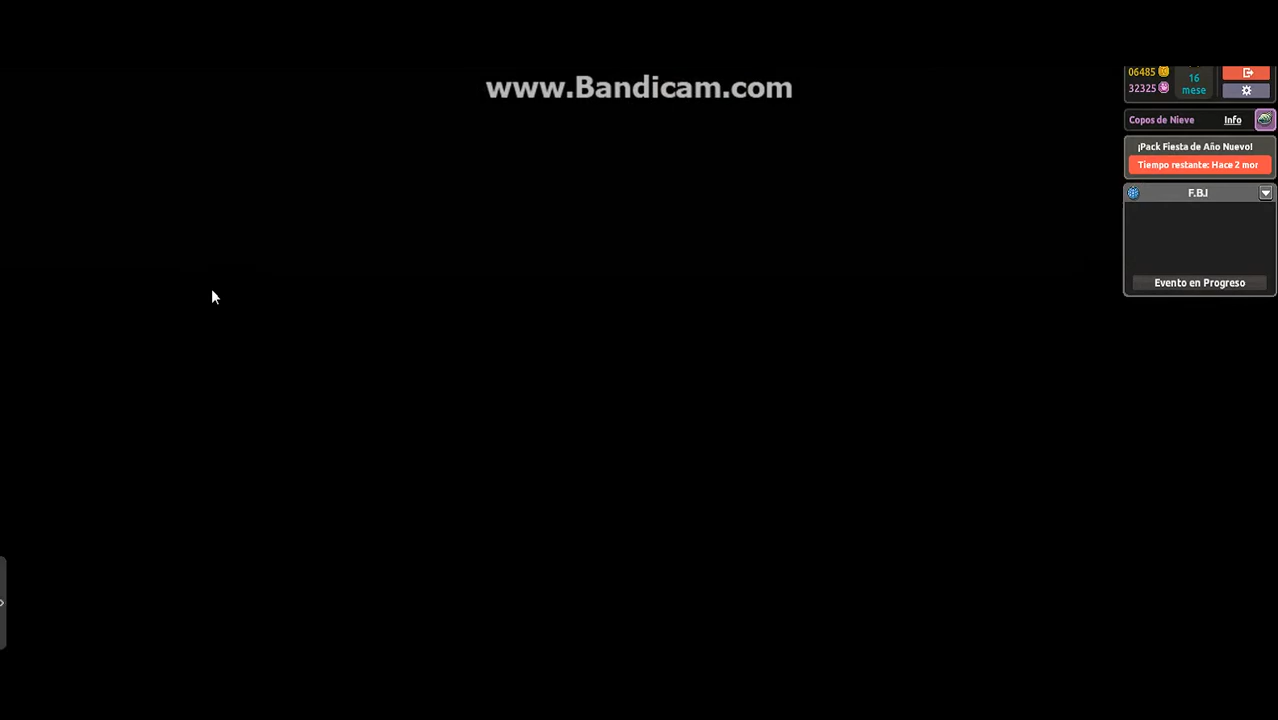 www.Bandicam.com
06485
32325
16
mese
Copos de Nieve Info
¡Pack Fiesta de Año Nuevo!
Tiempo restante: Hace 2 mor
F.B.I
Evento en Progreso